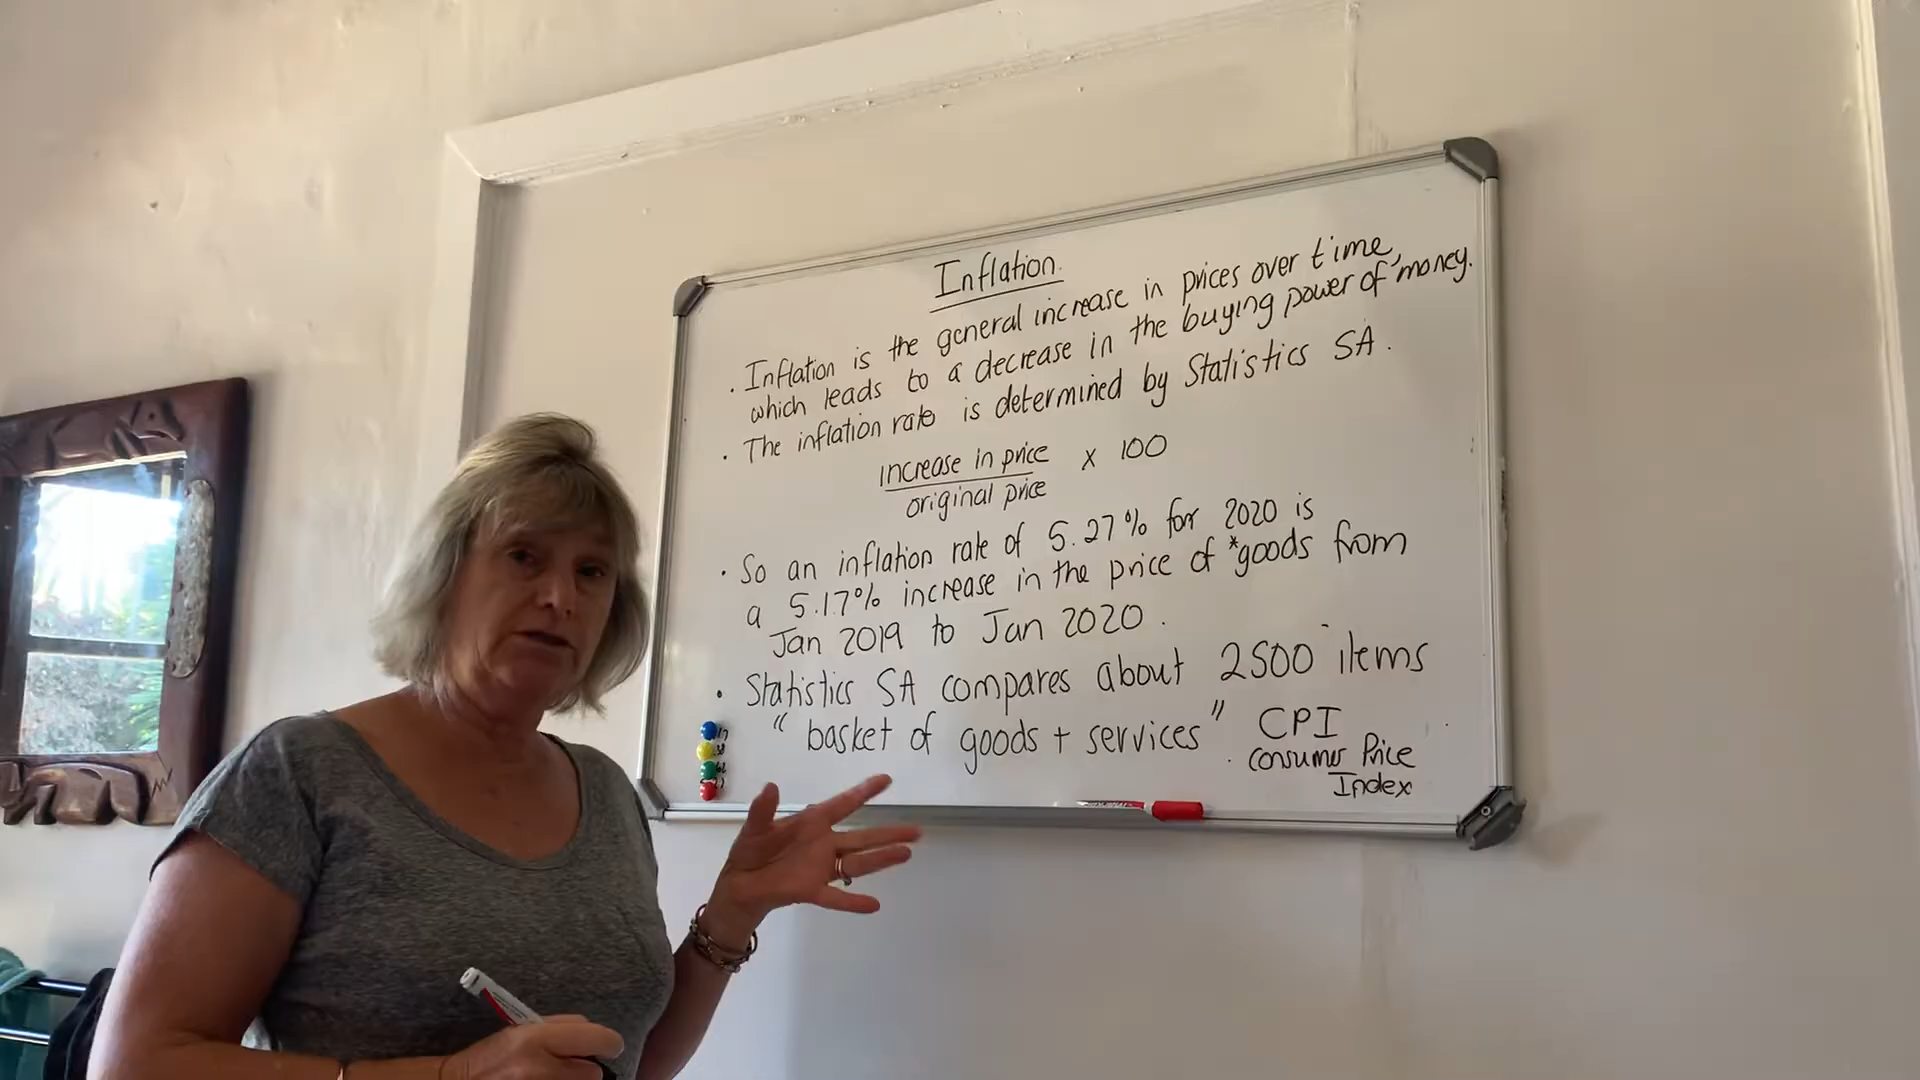 Inflation.
. Inflation is the general increase in prices over time,
which leads to a decrease in the buying power of money.
. The inflation rate is determined by Statistics SA.
increase in price
original price
x 100
. So an inflation rate of 5.27% for 2020 is
a 5.17% increase in the price of *goods from
Jan 2019 to Jan 2020.
. Statistics SA compares about 2500 items
"basket of goods + services" CPI
Consumer Price
Index